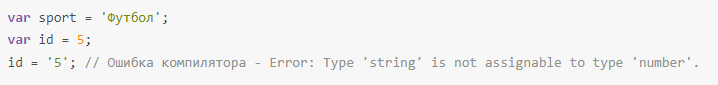 var sport = 'Футбол';
var id = 5;
id = '5'; // Ошибка компилятора - Error: Type 'string' is not assignable to type 'number'.